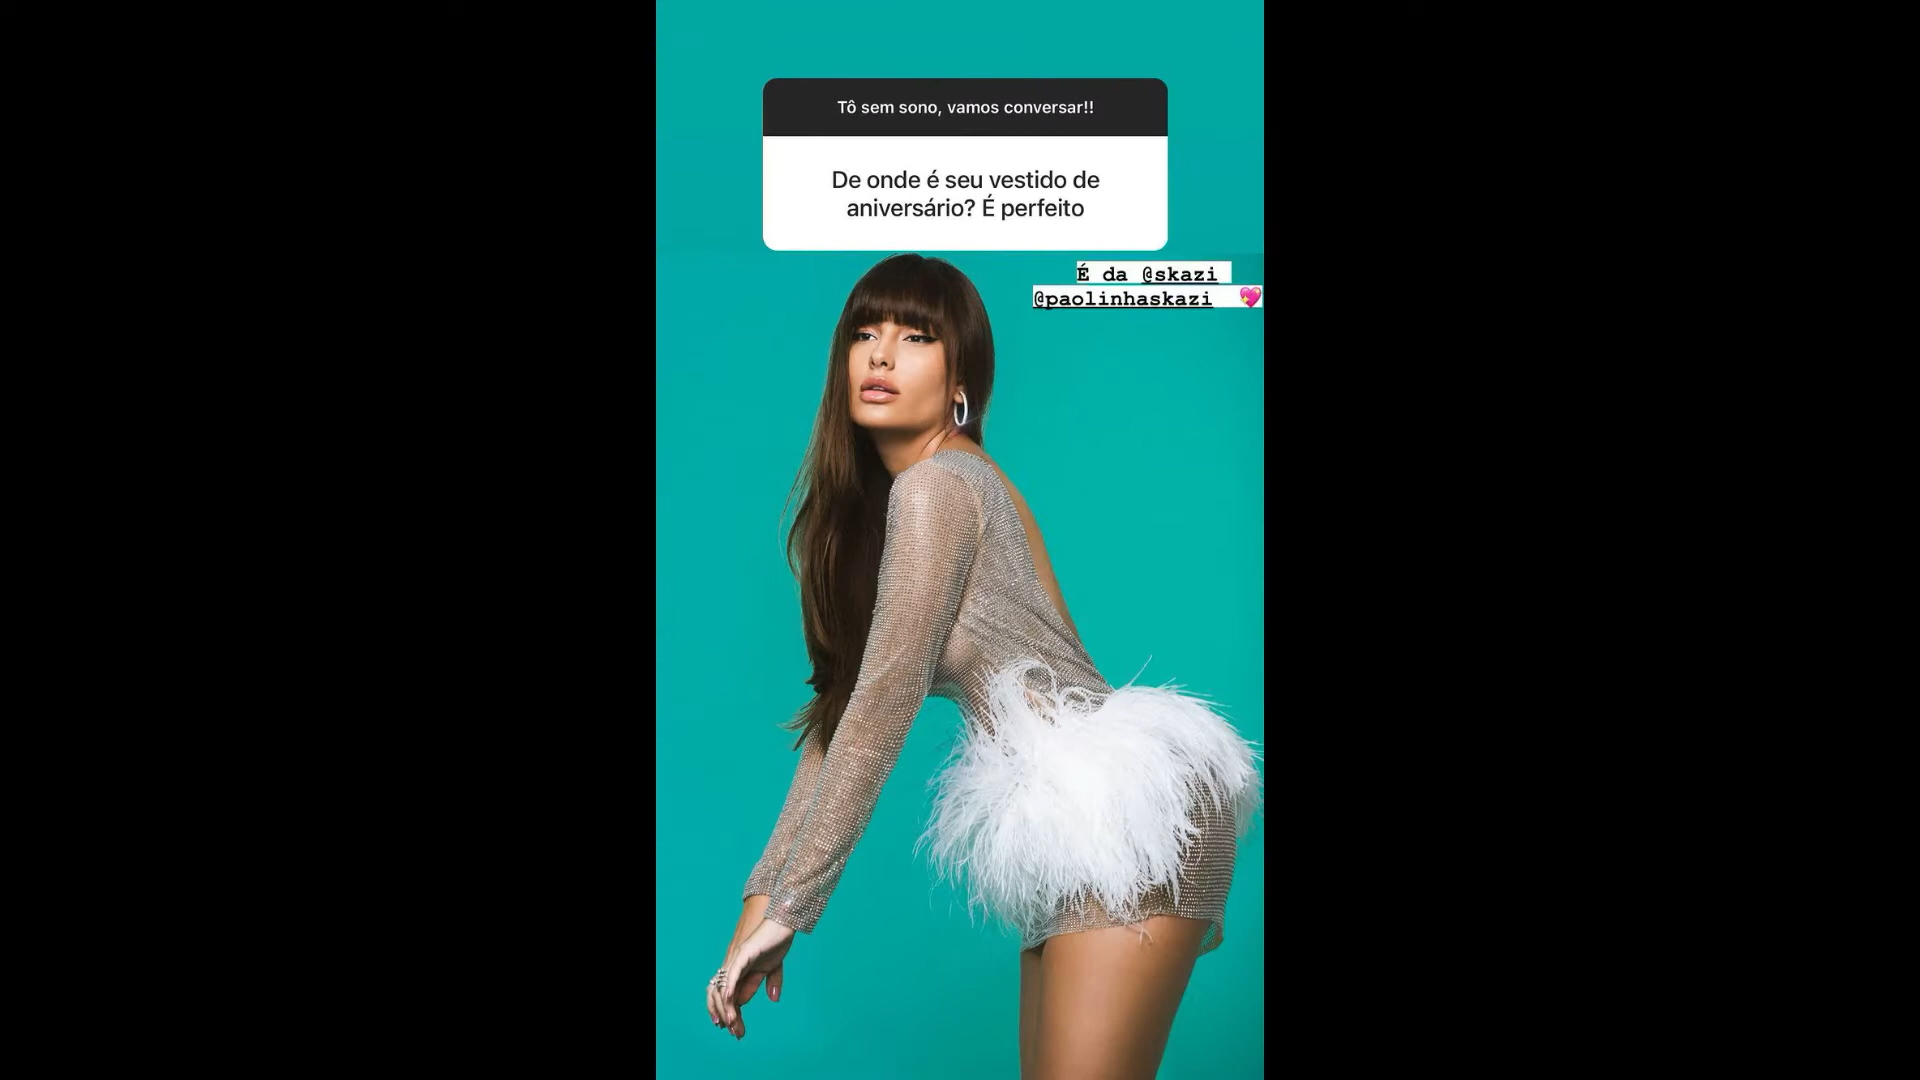 Tô sem sono, vamos conversar!!
De onde é seu vestido de
aniversário? É perfeito
É da @skazi
@paolinhaskazi 💖